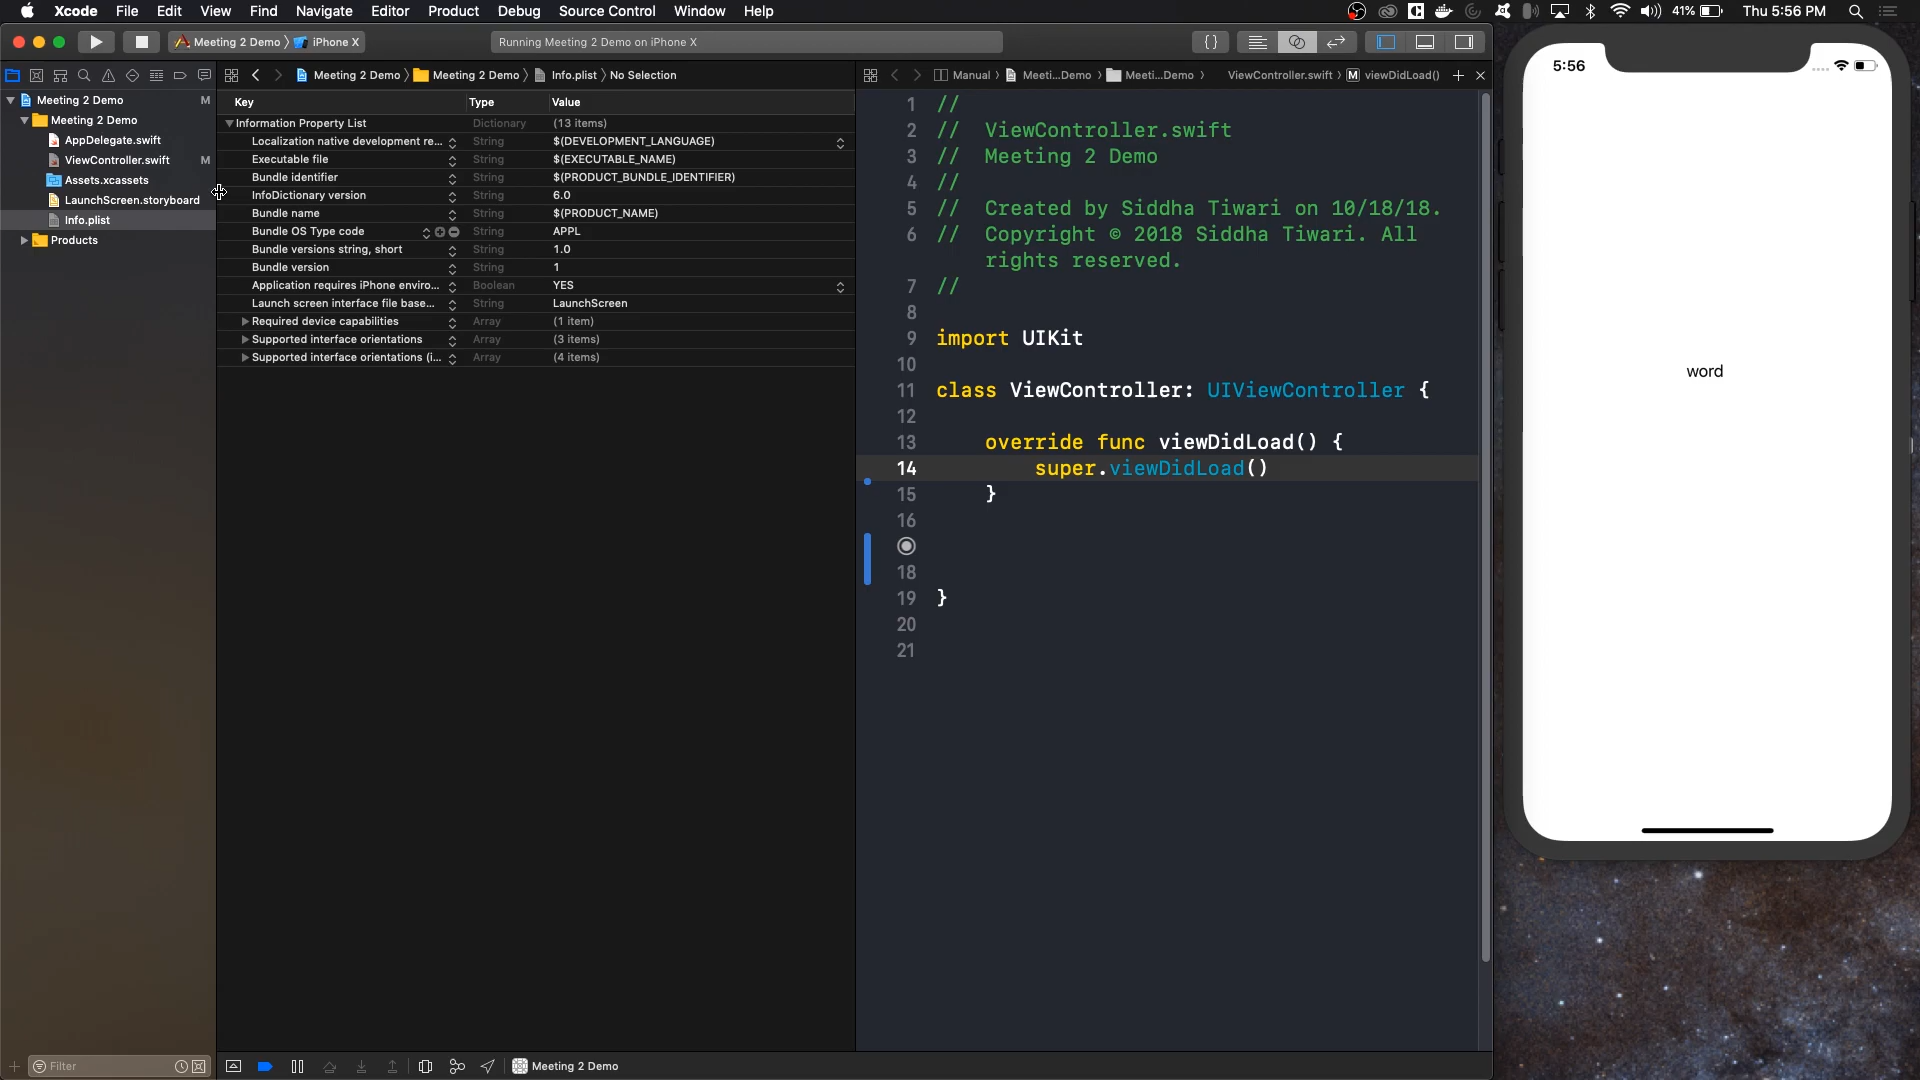 Xcode File Edit View Find Navigate Editor Product Debug Source Control Window Help 41% Thu 5:56 PM
Meeting 2 Demo iPhone X Running Meeting 2 Demo on iPhone X
Meeting 2 Demo Meeting 2 Demo Info.plist No Selection
Manual Meeti...Demo Meeti...Demo ViewController.swift M viewDidLoad()
Meeting 2 Demo M
Meeting 2 Demo
AppDelegate.swift
ViewController.swift M
Assets.xcassets
LaunchScreen.storyboard
Info.plist
Products
Filter
Key Type Value
Information Property List Dictionary (13 items)
Localization native development re... String $(DEVELOPMENT_LANGUAGE)
Executable file String $(EXECUTABLE_NAME)
Bundle identifier String $(PRODUCT_BUNDLE_IDENTIFIER)
InfoDictionary version String 6.0
Bundle name String $(PRODUCT_NAME)
Bundle OS Type code String APPL
Bundle versions string, short String 1.0
Bundle version String 1
Application requires iPhone enviro... Boolean YES
Launch screen interface file base... String LaunchScreen
Required device capabilities Array (1 item)
Supported interface orientations Array (3 items)
Supported interface orientations (i... Array (4 items)
1 //
2 // ViewController.swift
3 // Meeting 2 Demo
4 //
5 // Created by Siddha Tiwari on 10/18/18.
6 // Copyright © 2018 Siddha Tiwari. All
rights reserved.
7 //
8
9 import UIKit
10
11 class ViewController: UIViewController {
12
13 override func viewDidLoad() {
14 super.viewDidLoad()
15 }
16
18
19 }
20
21
Meeting 2 Demo
5:56
word